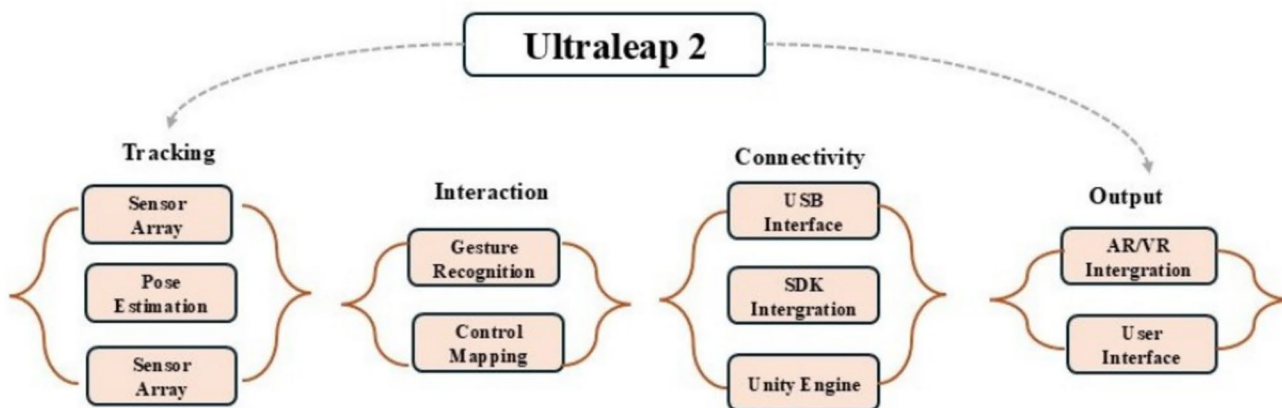 Ultraleap 2
Tracking
Sensor
Array
Pose
Estimation
Sensor
Array
Interaction
Gesture
Recognition
Control
Mapping
Connectivity
USB
Interface
SDK
Intergration
Unity Engine
Output
AR/VR
Intergration
User
Interface